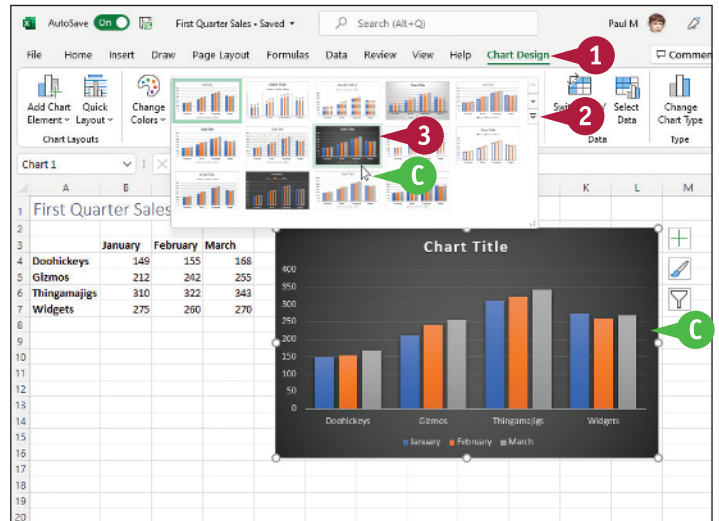 AutoSave On First Quarter Sales • Saved Search (Alt+Q) Paul M
File Home Insert Draw Page Layout Formulas Data Review View Help Chart Design Commen
1
Add Chart Element
Quick Layout
Change Colors
Select Data
Change Chart Type
2
3
C
Chart Layouts Data Type
Chart 1
A B K L M
1 First Quarter Sales
2
3 January February March
4 Doohickeys 149 155 168
5 Gizmos 212 242 255
6 Thingamajigs 310 322 343
7 Widgets 275 260 270
8
9
10
11
12
13
14
15
16
17
18
19
20
Chart Title
400
350
300
250
200
150
100
50
0
Doohickeys Gizmos Thingamajigs Widgets
January February March
C